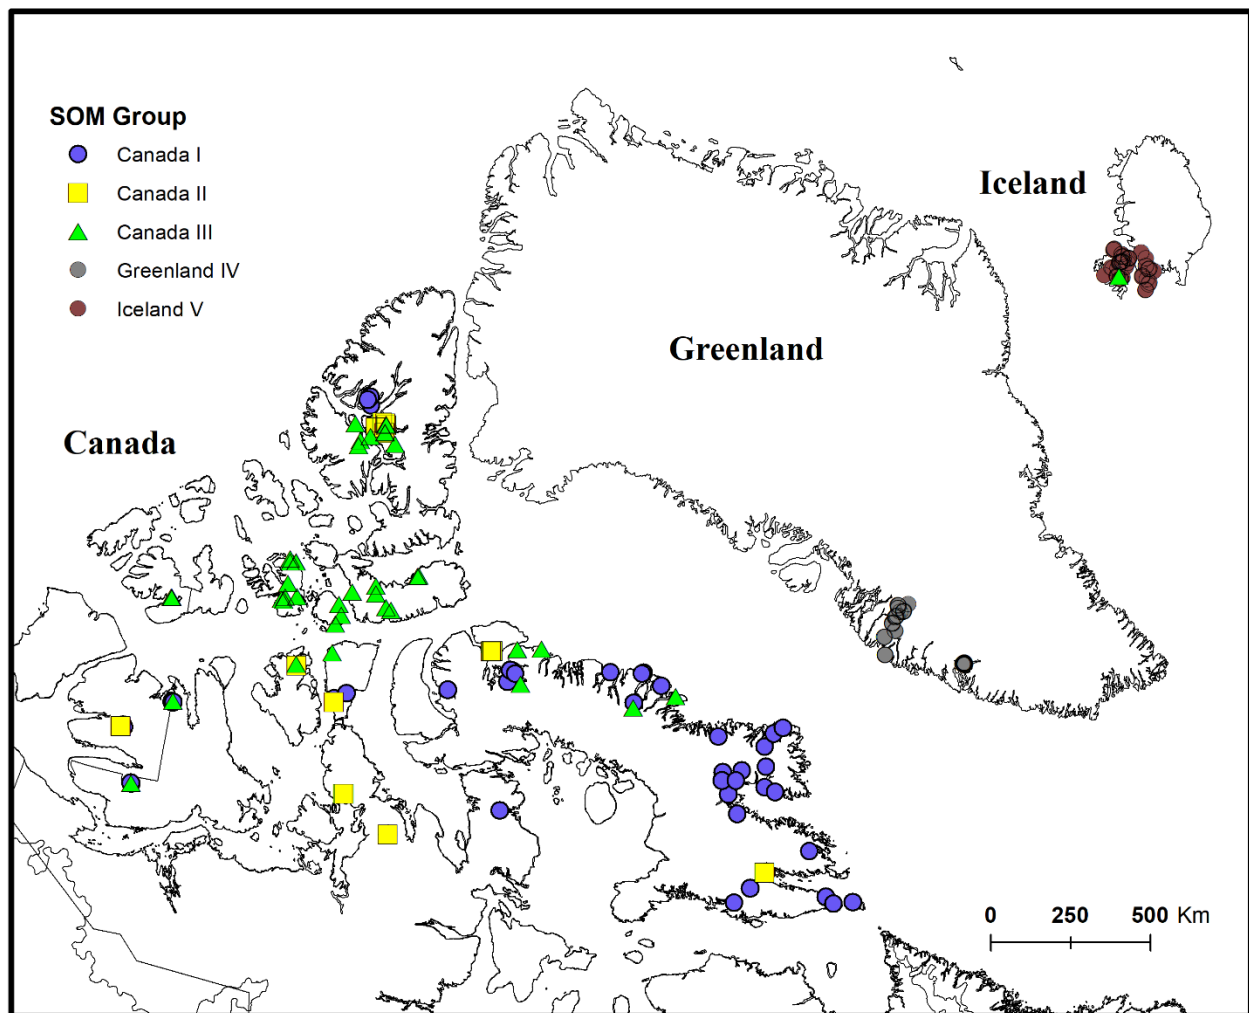 SOM Group
Canada I
Canada II
Canada III
Greenland IV
Iceland V
Iceland
Greenland
Canada
0 250 500 Km